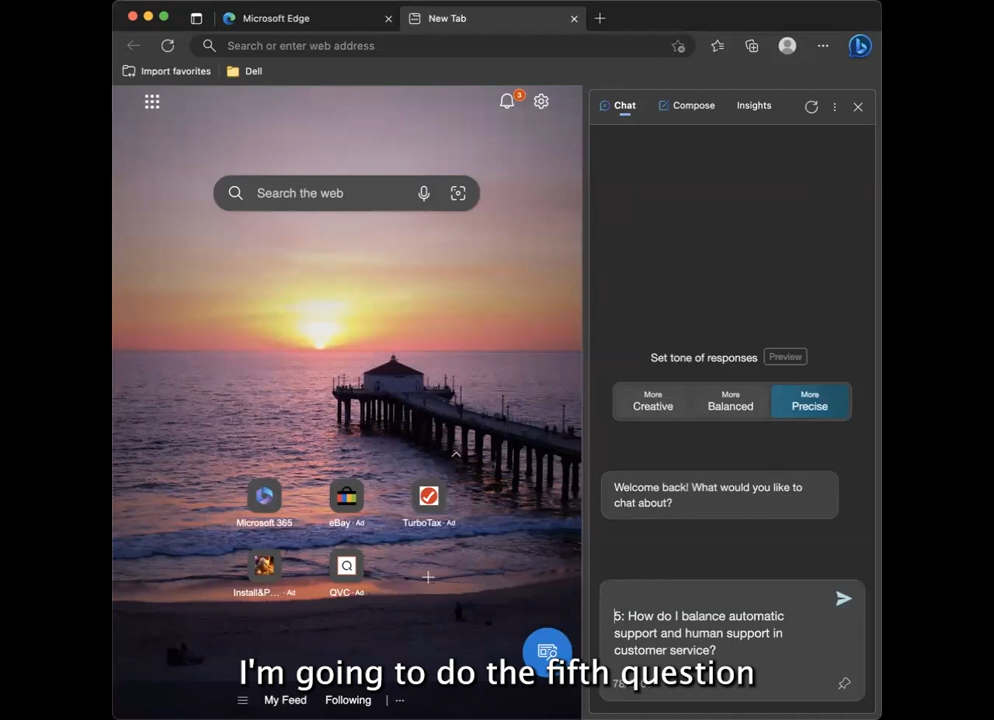 Microsoft Edge
New Tab
Search or enter web address
Import favorites
Dell
3
Chat
Compose
Insights
Search the web
Set tone of responses
Preview
More
Creative
More
Balanced
More
Precise
Microsoft 365
eBay · Ad
TurboTax · Ad
Welcome back! What would you like to
chat about?
Install&P... · Ad
QVC · Ad
5: How do I balance automatic
support and human support in
customer service?
I'm going to do the fifth question
My Feed
Following